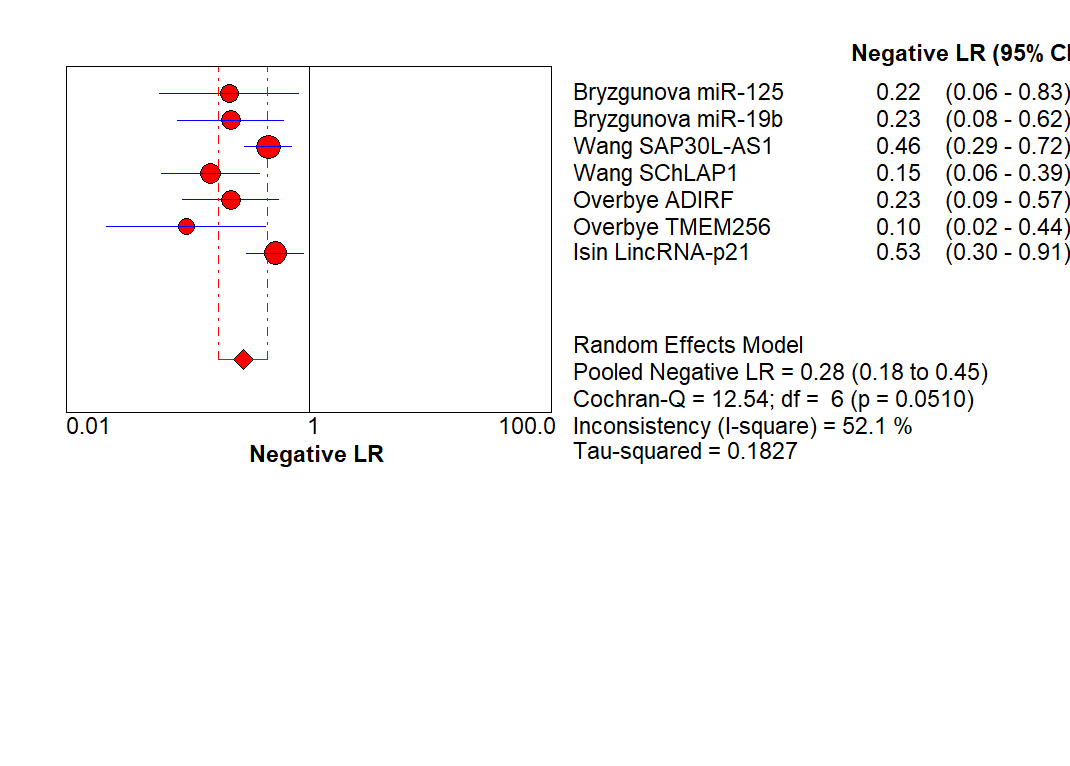 Negative LR (95% CI
Bryzgunova miR-125 0.22 (0.06 - 0.83)
Bryzgunova miR-19b 0.23 (0.08 - 0.62)
Wang SAP30L-AS1 0.46 (0.29 - 0.72)
Wang SChLAP1 0.15 (0.06 - 0.39)
Overbye ADIRF 0.23 (0.09 - 0.57)
Overbye TMEM256 0.10 (0.02 - 0.44)
Isin LincRNA-p21 0.53 (0.30 - 0.91)
Random Effects Model
Pooled Negative LR = 0.28 (0.18 to 0.45)
Cochran-Q = 12.54; df = 6 (p = 0.0510)
Inconsistency (I-square) = 52.1 %
Tau-squared = 0.1827
0.01 1 100.0
Negative LR